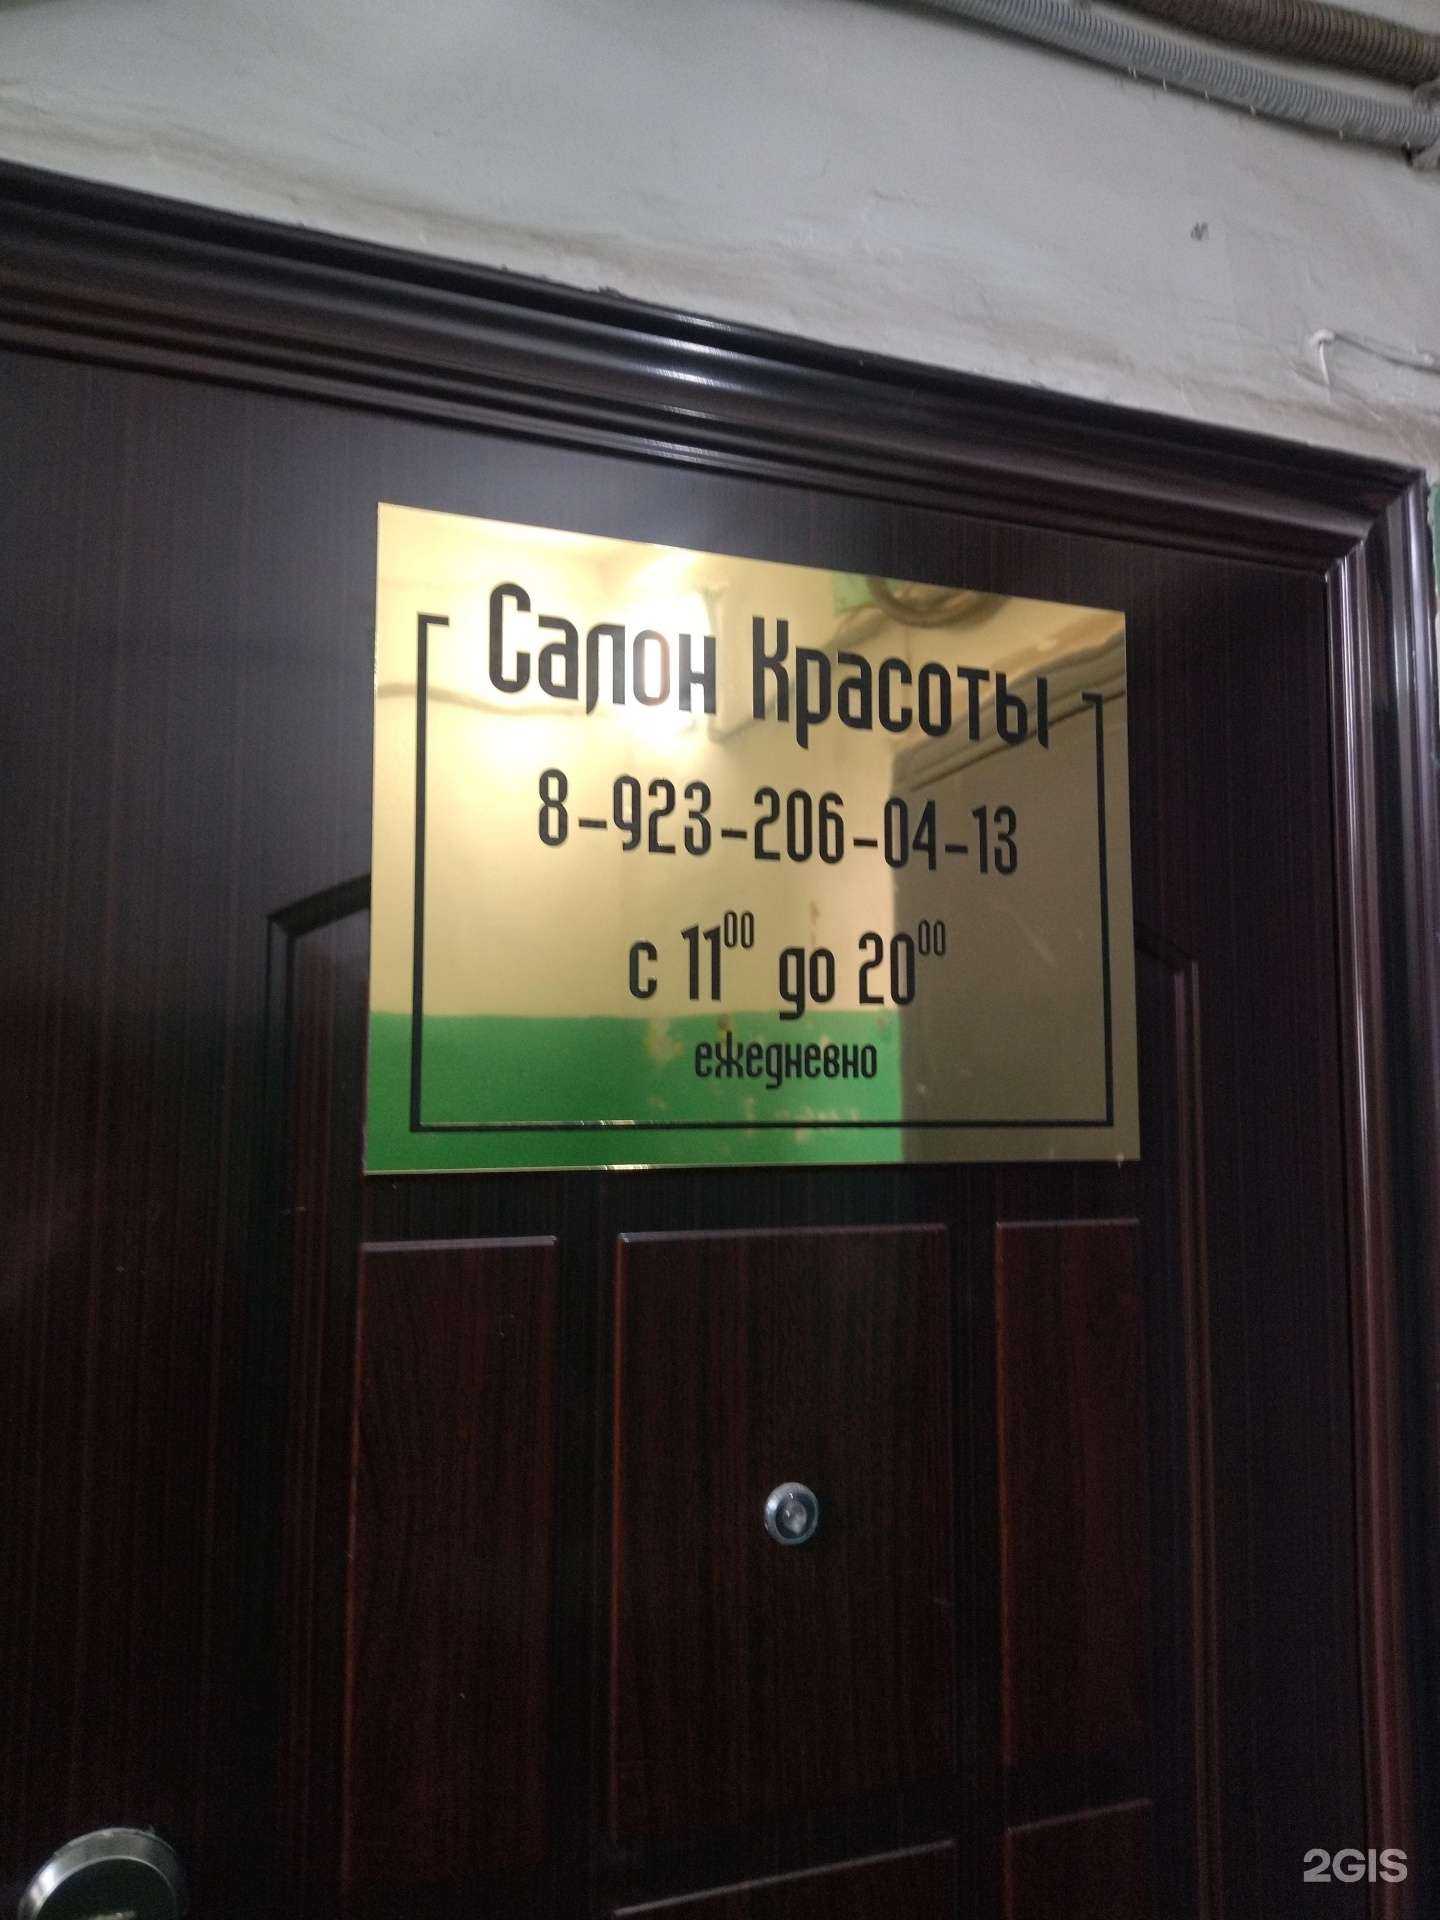 Салон Красоты
8-923-206-04-13
с 11⁰⁰ до 20⁰⁰
ежедневно
2GIS